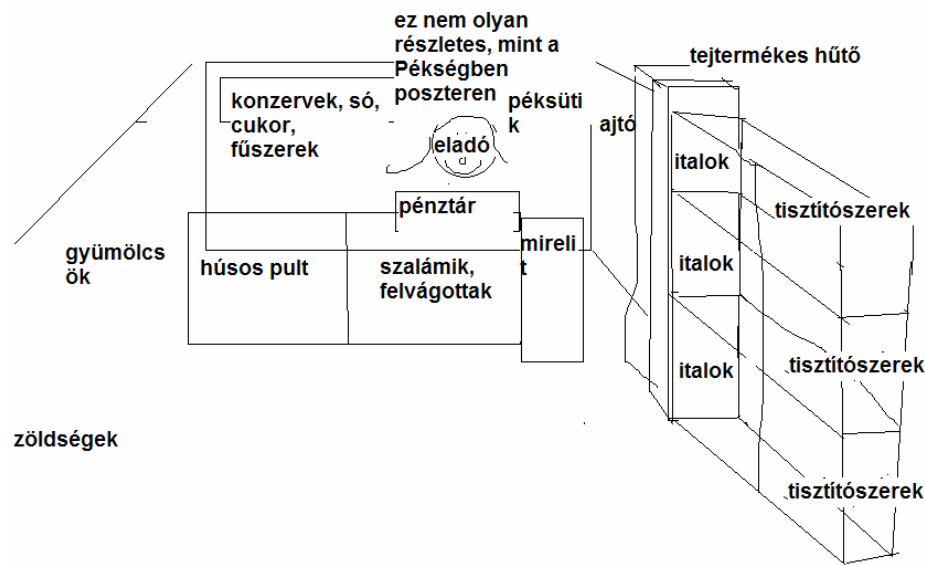 ez nem olyan
részletes, mint a
Pékségben
poszteren
tejtermékes hűtő
konzervek, só,
cukor,
fűszerek
péksüti
k
ajtó
eladó
italok
pénztár
tisztítószerek
gyümölcs
ök
húsos pult
szalámik,
felvágottak
mireli
t
italok
italok
tisztítószerek
zöldségek
tisztítószerek